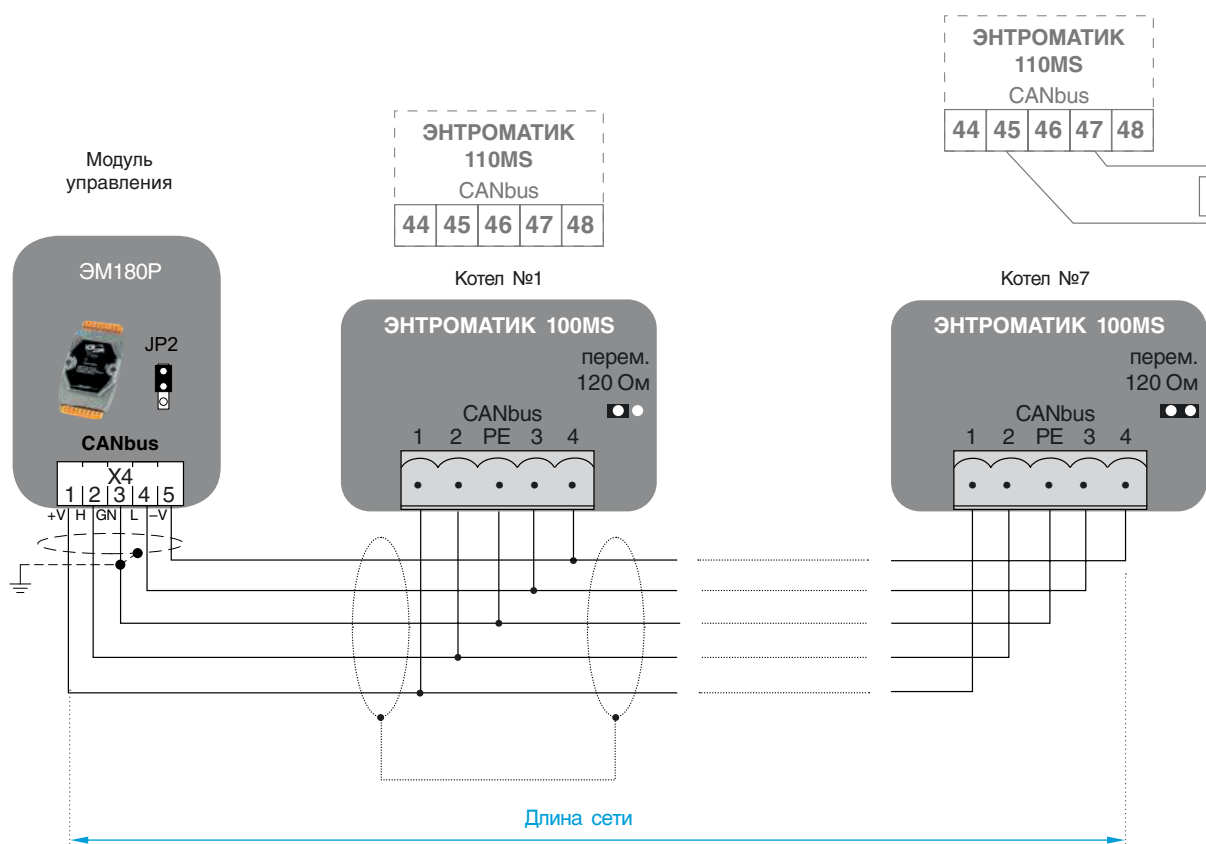 ЭНТРОМАТИК
110MS
CANbus
44 45 46 47 48
ЭНТРОМАТИК
110MS
CANbus
44 45 46 47 48
Модуль
управления
ЭМ180Р
JP2
CANbus
X4
1 2 3 4 5
+V H GN L –V
Котел №1
ЭНТРОМАТИК 100MS
перем.
120 Ом
CANbus
1 2 PE 3 4
Котел №7
ЭНТРОМАТИК 100MS
перем.
120 Ом
CANbus
1 2 PE 3 4
Длина сети